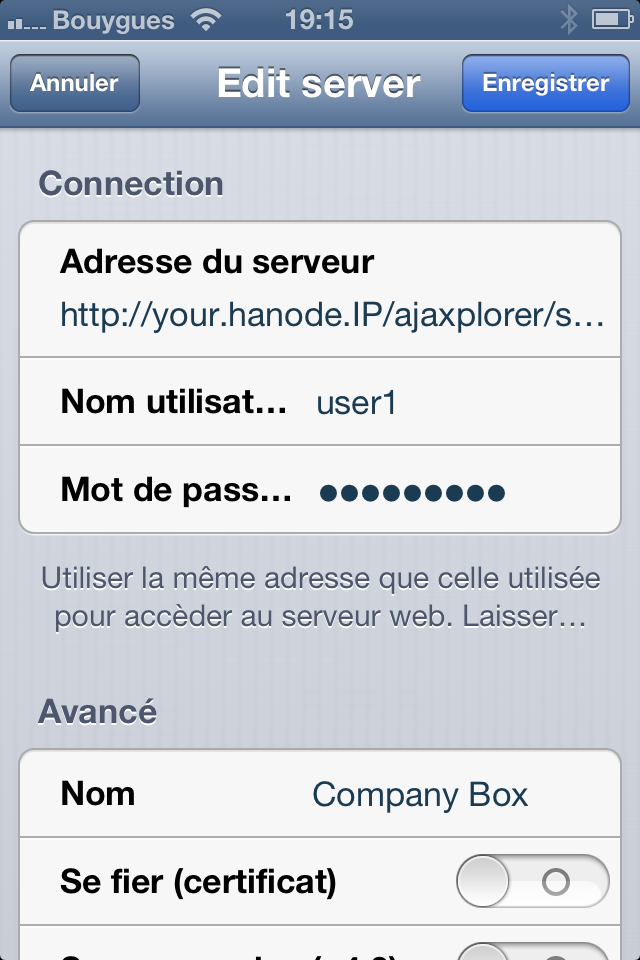 Bouygues 19:15
Annuler Edit server Enregistrer
Connection
Adresse du serveur
http://your.hanode.IP/ajaxplorer/s...
Nom utilisat... user1
Mot de pass... ●●●●●●●●●
Utiliser la même adresse que celle utilisée
pour accèder au serveur web. Laisser...
Avancé
Nom Company Box
Se fier (certificat)